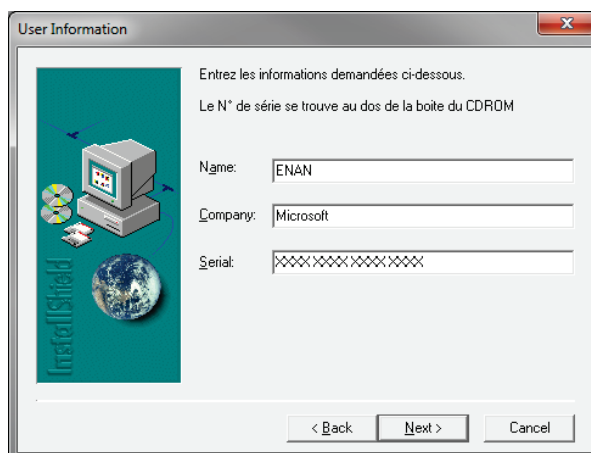 User Information
Entrez les informations demandées ci-dessous.
Le N° de série se trouve au dos de la boite du CDROM
Name: ENAN
Company: Microsoft
Serial: XXXX XXXX XXXX XXXX
InstallShield
< Back Next > Cancel